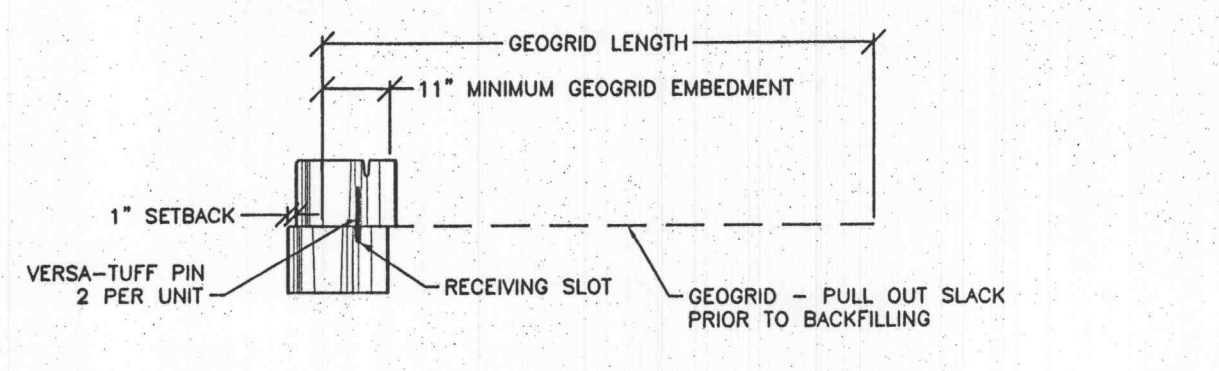 GEOGRID LENGTH
11" MINIMUM GEOGRID EMBEDMENT
1" SETBACK
VERSA-TUFF PIN
2 PER UNIT
RECEIVING SLOT
GEOGRID - PULL OUT SLACK
PRIOR TO BACKFILLING